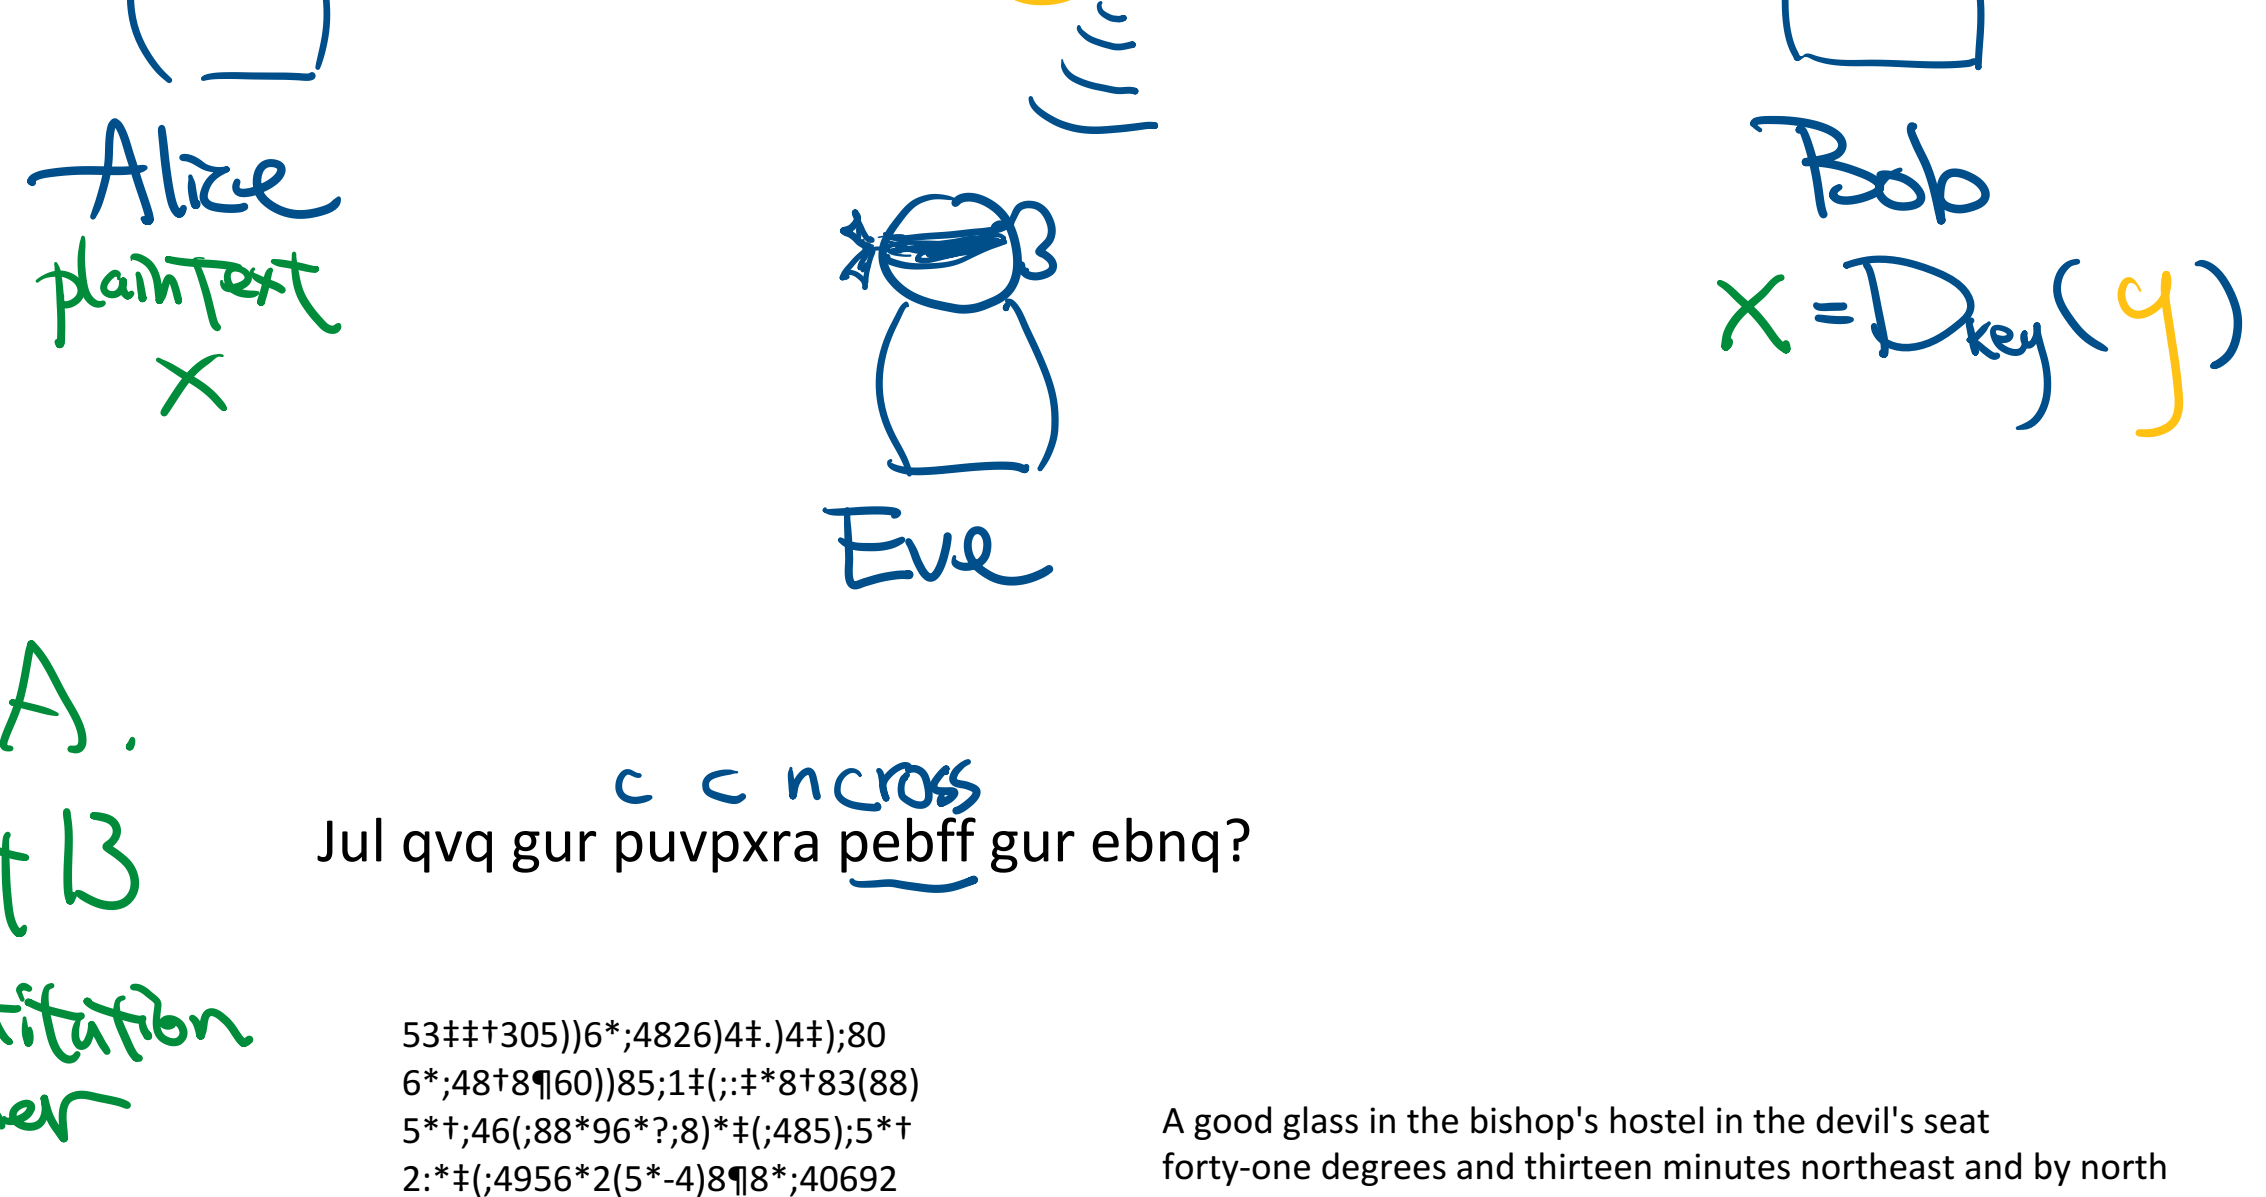 Alice
Bob
plaintext
x
x = Dkey(y)
Eve
A.
B
c c n cross
Jul qvq gur puvpxra pebff gur ebnq?
53‡‡†305))6*;4826)4‡.)4‡);80
6*;48†8¶60))85;1‡(;:‡*8†83(88)
5*†;46(;88*96*?;8)*‡(;485);5*†
2:*‡(;4956*2(5*-4)8¶8*;40692
A good glass in the bishop's hostel in the devil's seat
forty-one degrees and thirteen minutes northeast and by north